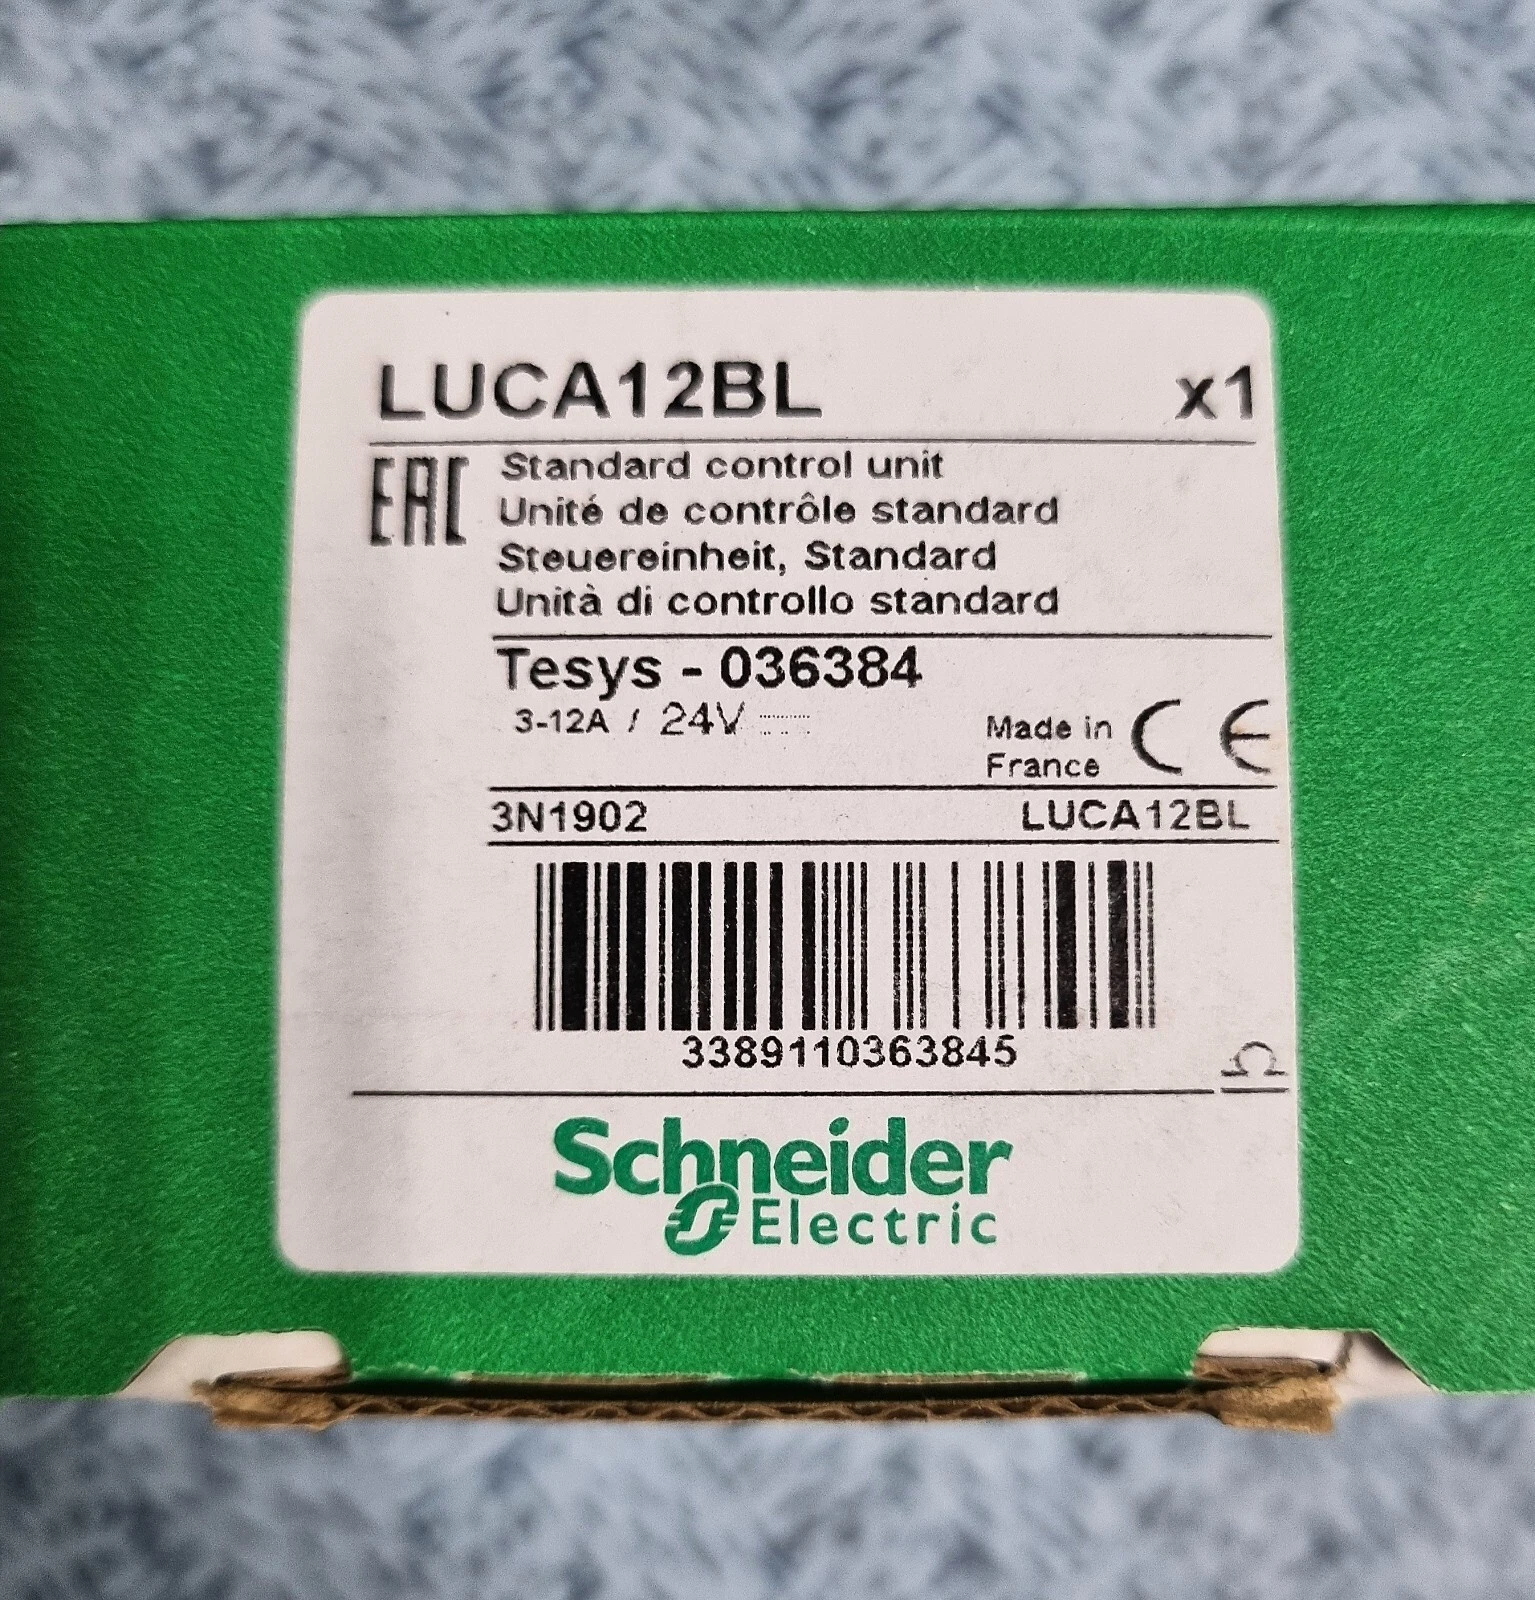 LUCA12BL x1
EAC Standard control unit
Unité de contrôle standard
Steuereinheit, Standard
Unità di controllo standard
Tesys - 036384
3-12A / 24V
Made in
France CE
3N1902 LUCA12BL
3389110363845
Ω
Schneider
Electric